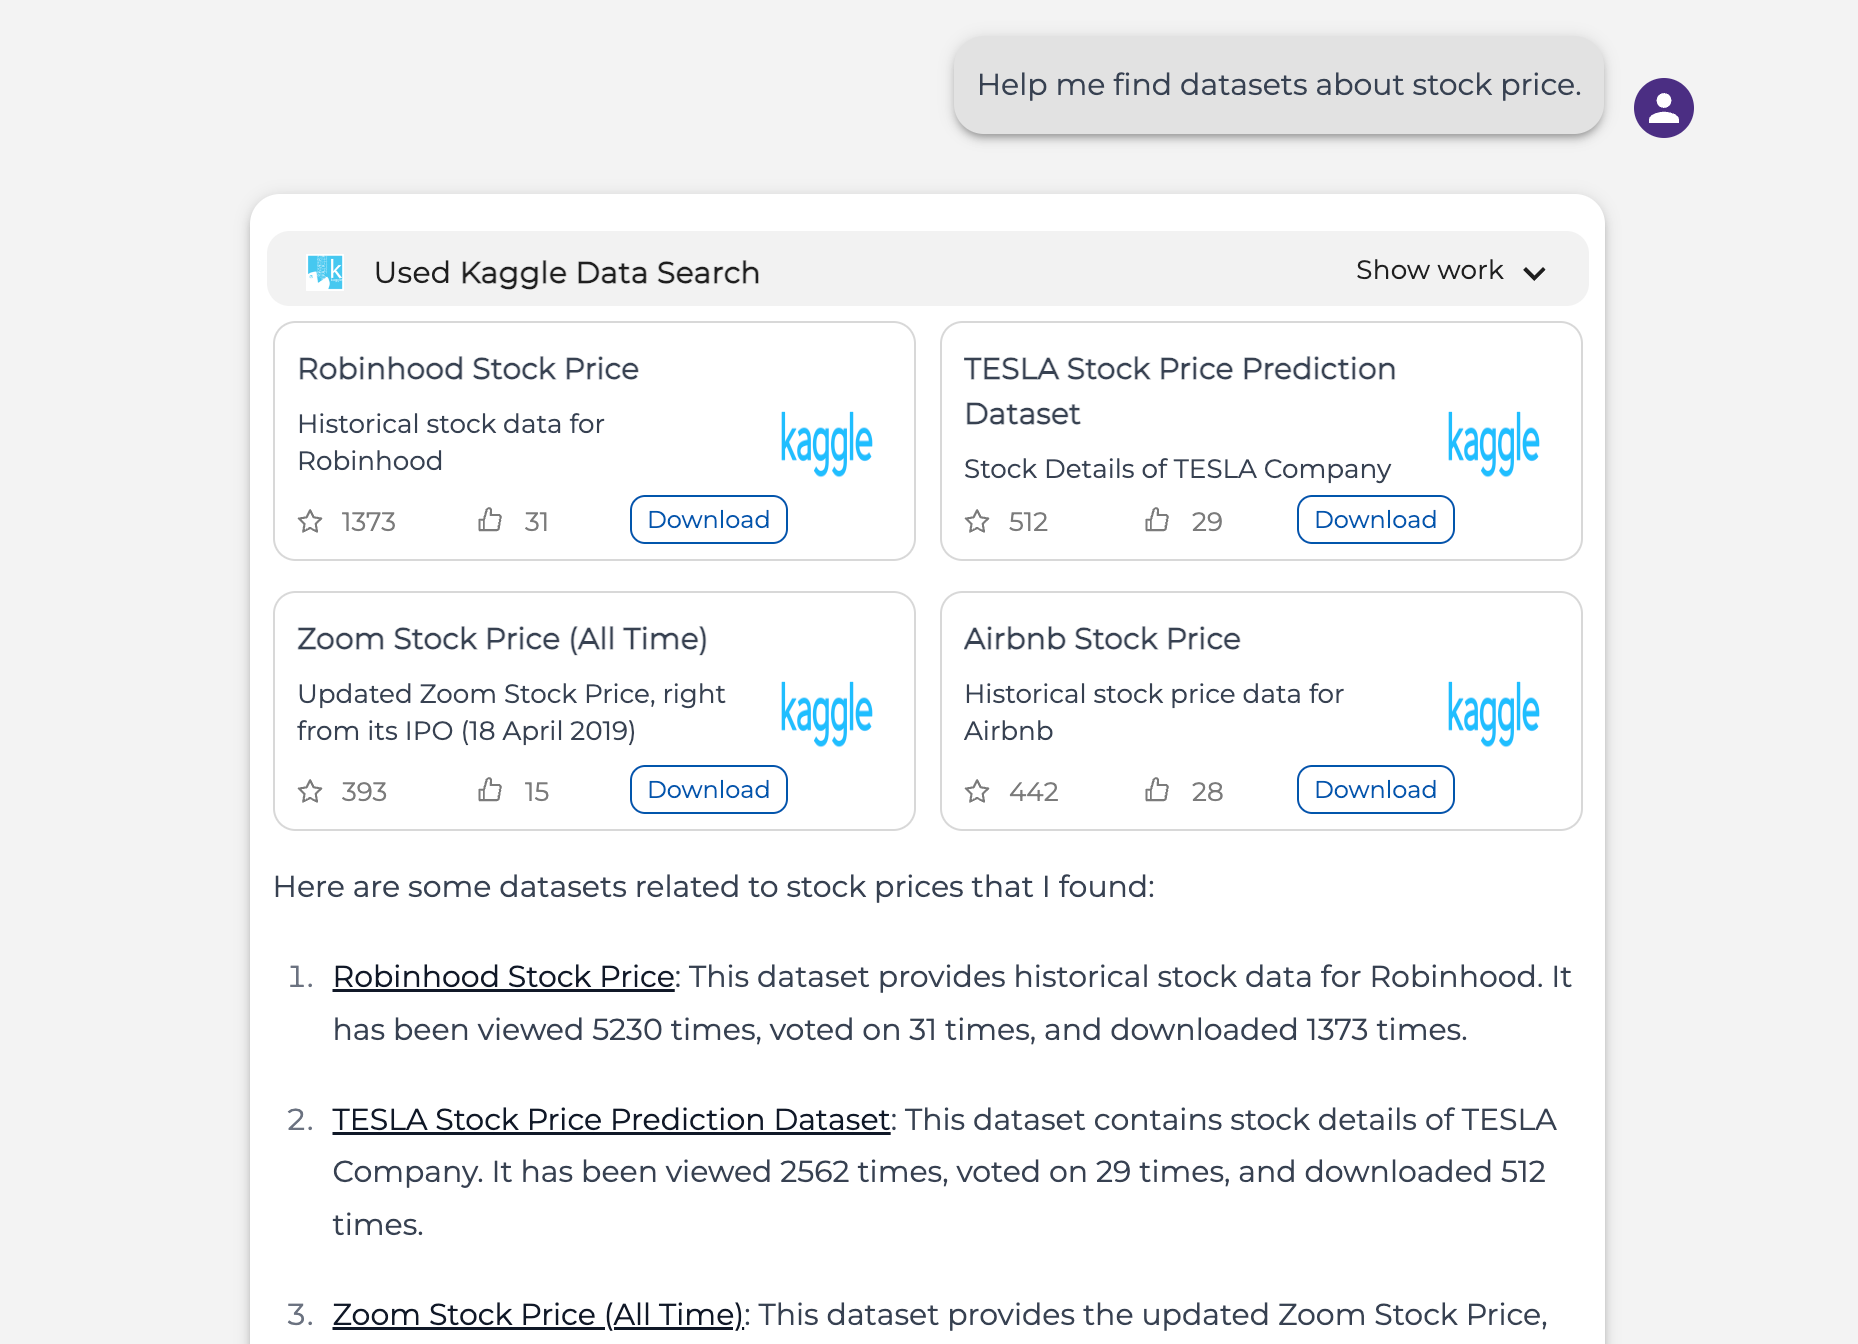 Help me find datasets about stock price.
k
Used Kaggle Data Search
Show work
Robinhood Stock Price
Historical stock data for
Robinhood
kaggle
1373
31
Download
TESLA Stock Price Prediction
Dataset
Stock Details of TESLA Company
kaggle
512
29
Download
Zoom Stock Price (All Time)
Updated Zoom Stock Price, right
from its IPO (18 April 2019)
kaggle
393
15
Download
Airbnb Stock Price
Historical stock price data for
Airbnb
kaggle
442
28
Download
Here are some datasets related to stock prices that I found:
1. Robinhood Stock Price: This dataset provides historical stock data for Robinhood. It
has been viewed 5230 times, voted on 31 times, and downloaded 1373 times.
2. TESLA Stock Price Prediction Dataset: This dataset contains stock details of TESLA
Company. It has been viewed 2562 times, voted on 29 times, and downloaded 512
times.
3. Zoom Stock Price (All Time): This dataset provides the updated Zoom Stock Price,